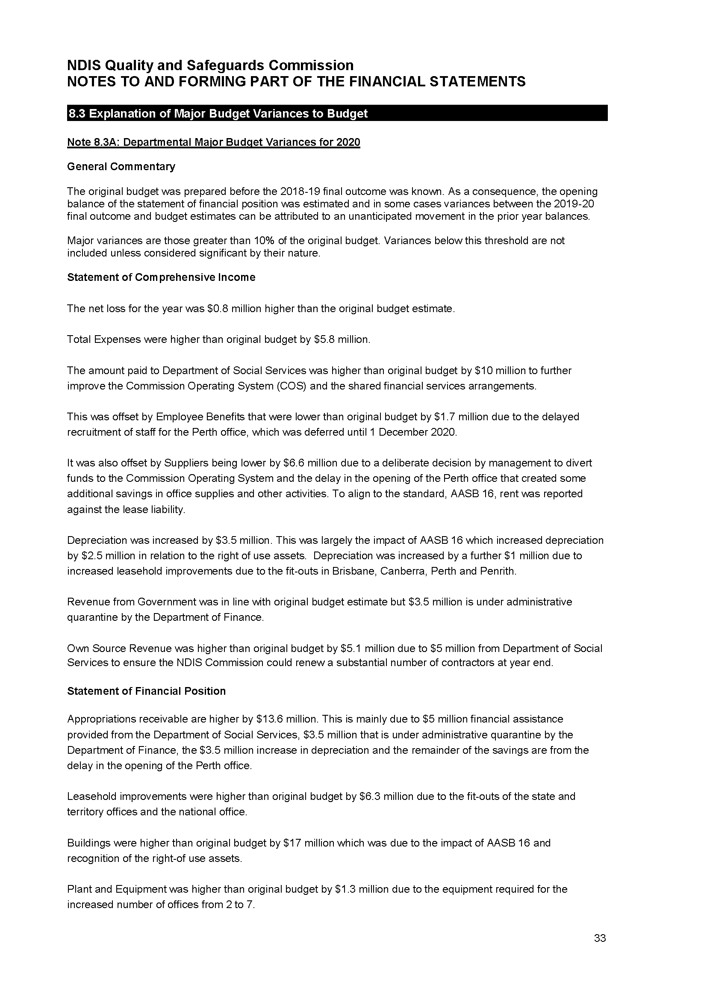 NDIS Quality and Safeguards Commission
NOTES TO AND FORMING PART OF THE FINANCIAL STATEMENTS
8.3 Explanation of Major Budget Variances to Budget
Note 8.3A: Departmental Major Budget Variances for 2020
General Commentary
The original budget was prepared before the 2018-19 final outcome was known. As a consequence, the opening
balance of the statement of financial position was estimated and in some cases variances between the 2019-20
final outcome and budget estimates can be attributed to an unanticipated movement in the prior year balances.
Major variances are those greater than 10% of the original budget. Variances below this threshold are not
included unless considered significant by their nature.
Statement of Comprehensive Income
The net loss for the year was $0.8 million higher than the original budget estimate.
Total Expenses were higher than original budget by $5.8 million.
The amount paid to Department of Social Services was higher than original budget by $10 million to further
improve the Commission Operating System (COS) and the shared financial services arrangements.
This was offset by Employee Benefits that were lower than original budget by $1.7 million due to the delayed
recruitment of staff for the Perth office, which was deferred until 1 December 2020.
It was also offset by Suppliers being lower by $6.6 million due to a deliberate decision by management to divert
funds to the Commission Operating System and the delay in the opening of the Perth office that created some
additional savings in office supplies and other activities. To align to the standard, AASB 16, rent was reported
against the lease liability.
Depreciation was increased by $3.5 million. This was largely the impact of AASB 16 which increased depreciation
by $2.5 million in relation to the right of use assets.  Depreciation was increased by a further $1 million due to
increased leasehold improvements due to the fit-outs in Brisbane, Canberra, Perth and Penrith.
Revenue from Government was in line with original budget estimate but $3.5 million is under administrative
quarantine by the Department of Finance.
Own Source Revenue was higher than original budget by $5.1 million due to $5 million from Department of Social
Services to ensure the NDIS Commission could renew a substantial number of contractors at year end.
Statement of Financial Position
Appropriations receivable are higher by $13.6 million. This is mainly due to $5 million financial assistance
provided from the Department of Social Services, $3.5 million that is under administrative quarantine by the
Department of Finance, the $3.5 million increase in depreciation and the remainder of the savings are from the
delay in the opening of the Perth office.
Leasehold improvements were higher than original budget by $6.3 million due to the fit-outs of the state and
territory offices and the national office.
Buildings were higher than original budget by $17 million which was due to the impact of AASB 16 and
recognition of the right-of use assets.
Plant and Equipment was higher than original budget by $1.3 million due to the equipment required for the
increased number of offices from 2 to 7.
33